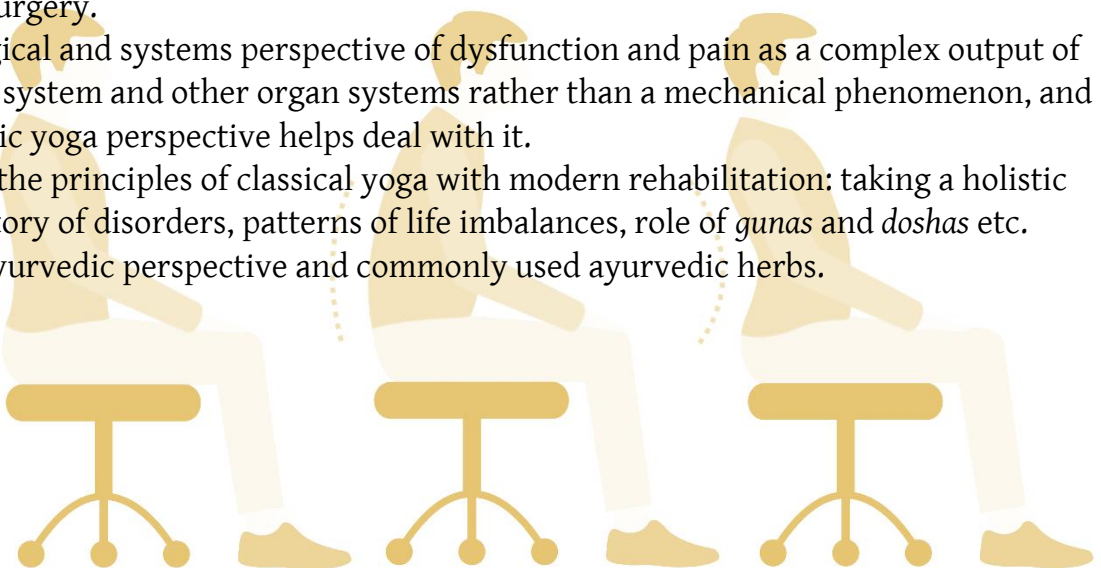 urgery.
gical and systems perspective of dysfunction and pain as a complex output of
system and other organ systems rather than a mechanical phenomenon, and
ic yoga perspective helps deal with it.
the principles of classical yoga with modern rehabilitation: taking a holistic
tory of disorders, patterns of life imbalances, role of gunas and doshas etc.
yurvedic perspective and commonly used ayurvedic herbs.